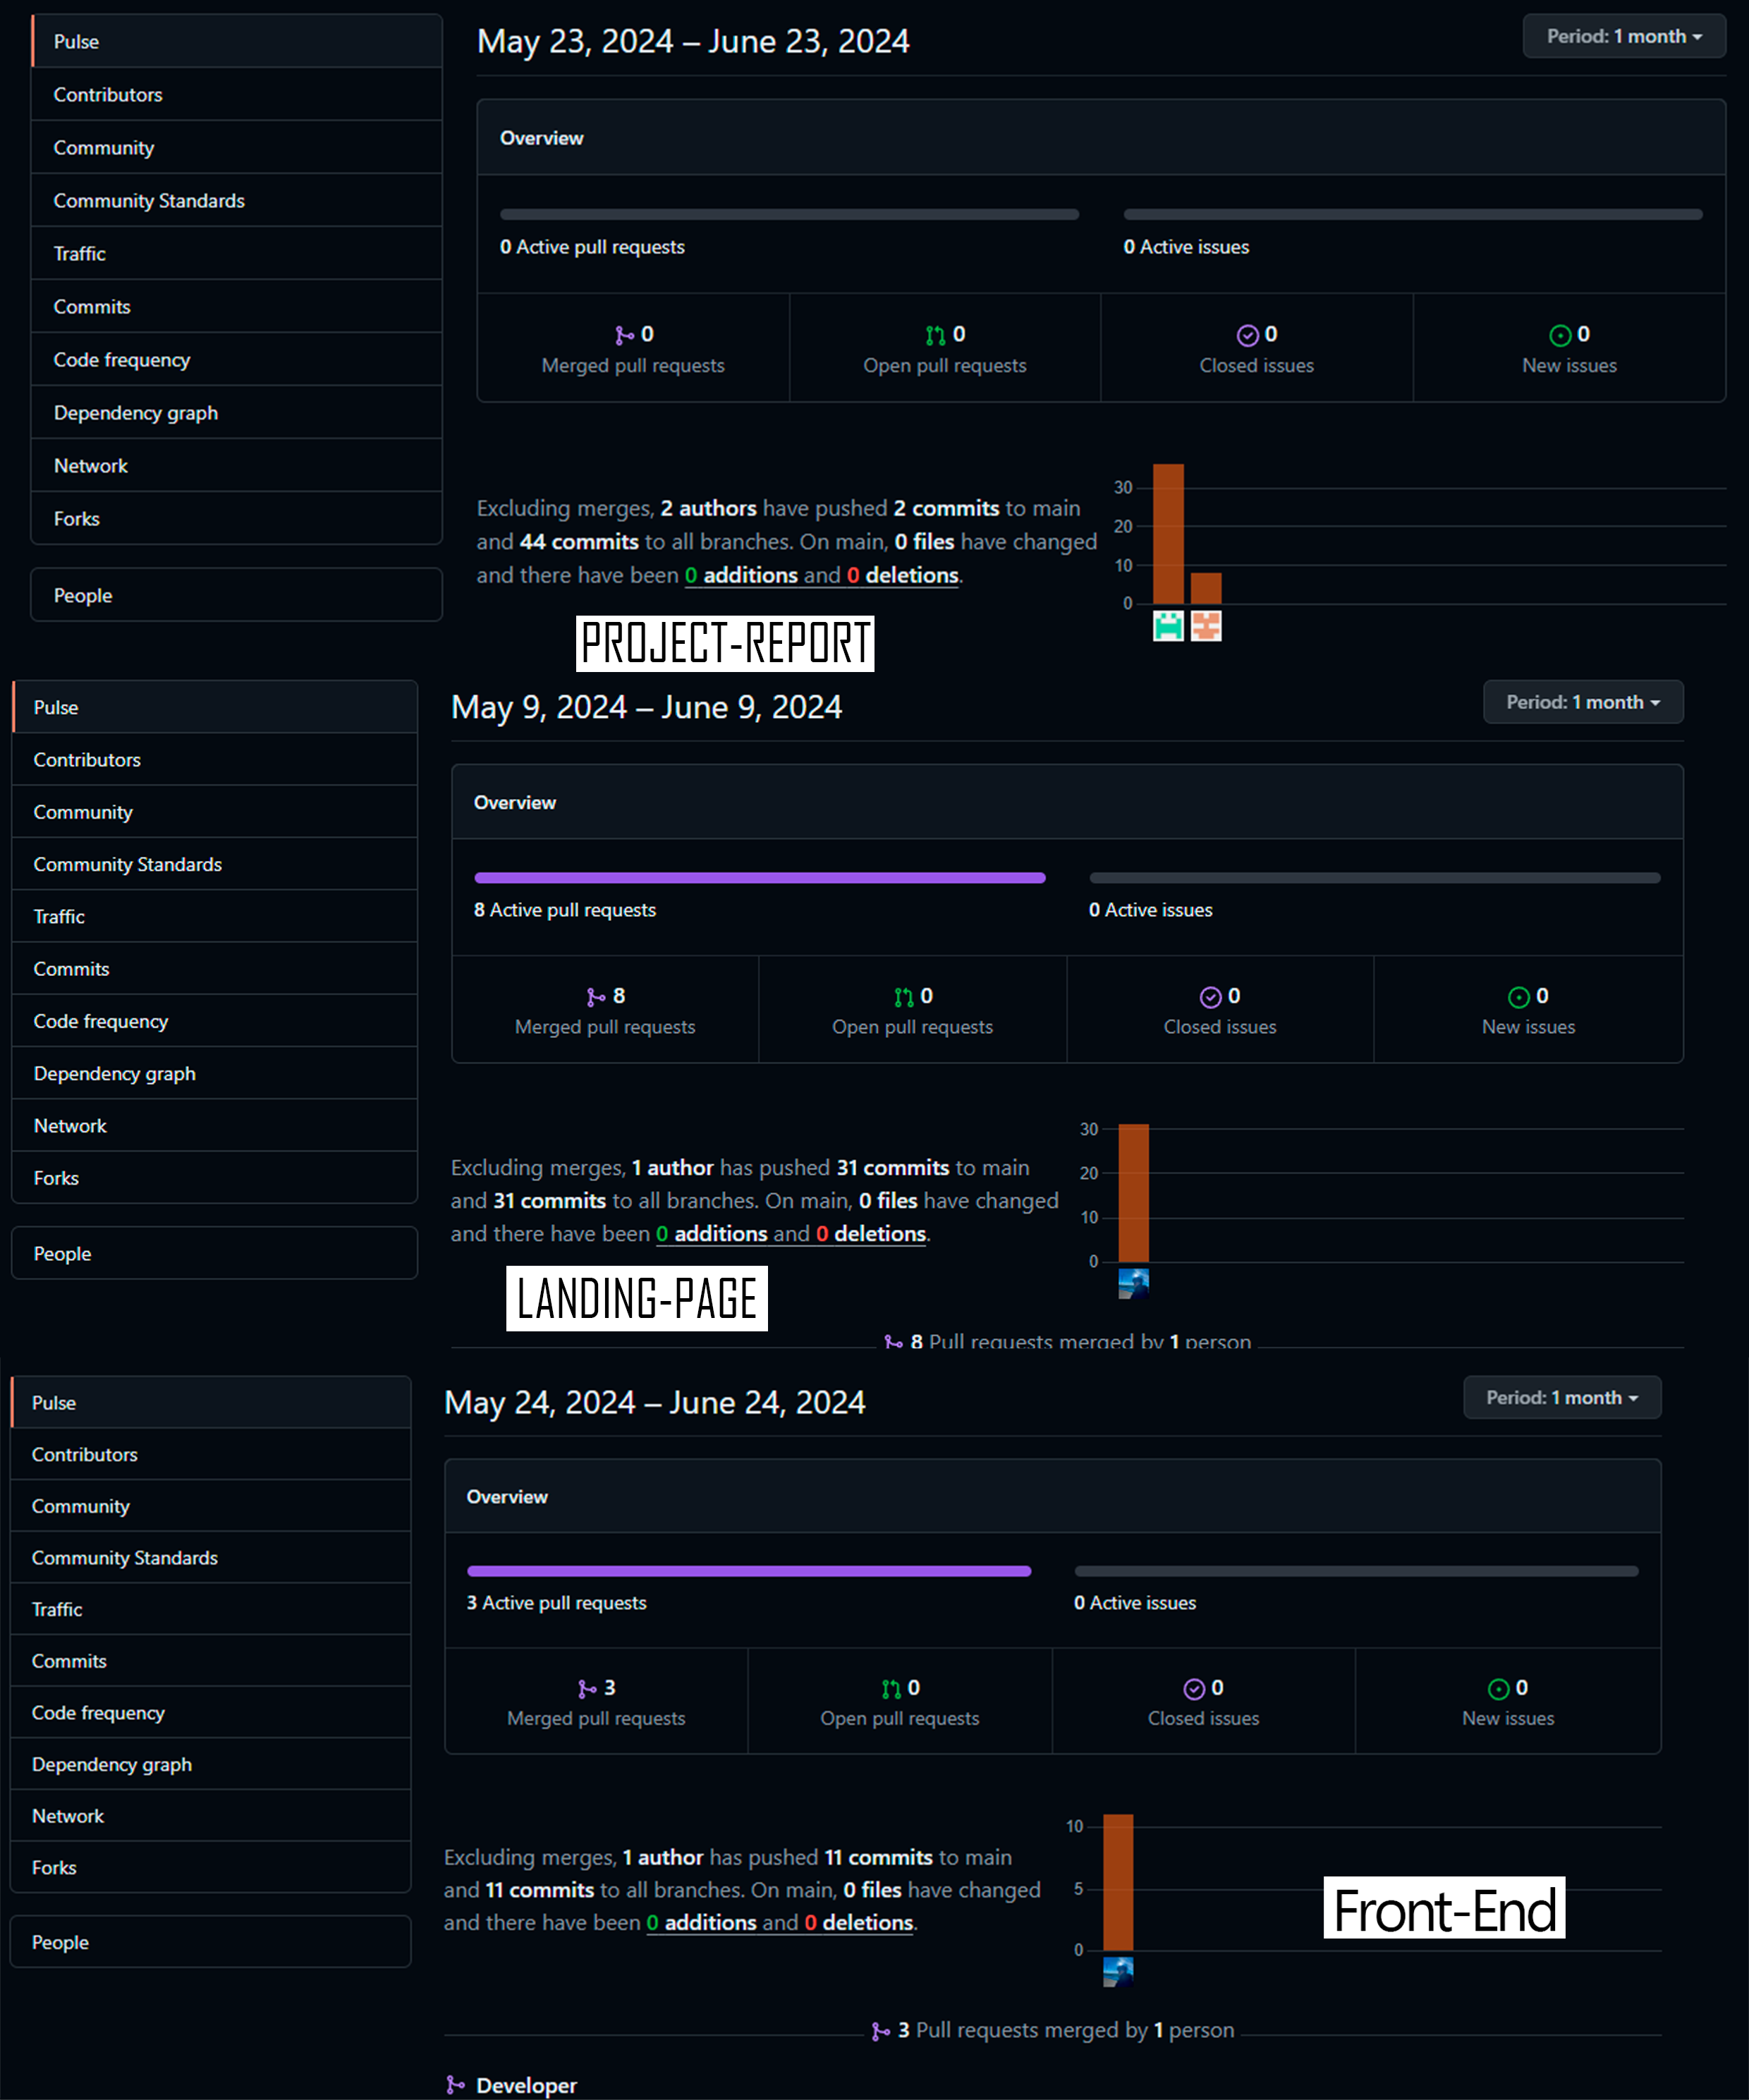 Pulse
Contributors
Community
Community Standards
Traffic
Commits
Code frequency
Dependency graph
Network
Forks
People
May 23, 2024 – June 23, 2024
Period: 1 month
Overview
0 Active pull requests
0 Active issues
0
Merged pull requests
0
Open pull requests
0
Closed issues
0
New issues
Excluding merges, 2 authors have pushed 2 commits to main
and 44 commits to all branches. On main, 0 files have changed
and there have been 0 additions and 0 deletions.
30
20
10
0
PROJECT-REPORT
Pulse
Contributors
Community
Community Standards
Traffic
Commits
Code frequency
Dependency graph
Network
Forks
People
May 9, 2024 – June 9, 2024
Period: 1 month
Overview
8 Active pull requests
0 Active issues
8
Merged pull requests
0
Open pull requests
0
Closed issues
0
New issues
Excluding merges, 1 author has pushed 31 commits to main
and 31 commits to all branches. On main, 0 files have changed
and there have been 0 additions and 0 deletions.
30
20
10
0
LANDING-PAGE
8 Pull requests merged by 1 person
Pulse
Contributors
Community
Community Standards
Traffic
Commits
Code frequency
Dependency graph
Network
Forks
People
May 24, 2024 – June 24, 2024
Period: 1 month
Overview
3 Active pull requests
0 Active issues
3
Merged pull requests
0
Open pull requests
0
Closed issues
0
New issues
Excluding merges, 1 author has pushed 11 commits to main
and 11 commits to all branches. On main, 0 files have changed
and there have been 0 additions and 0 deletions.
10
5
0
Front-End
3 Pull requests merged by 1 person
Developer